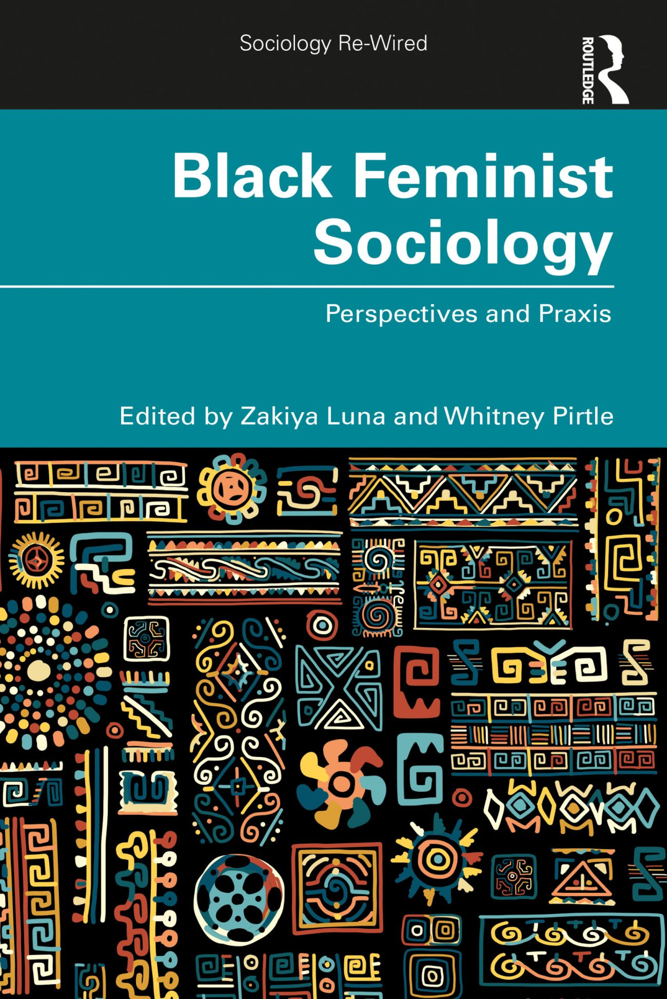 Sociology Re-Wired
ROUTLEDGE
Black Feminist
Sociology
Perspectives and Praxis
Edited by Zakiya Luna and Whitney Pirtle